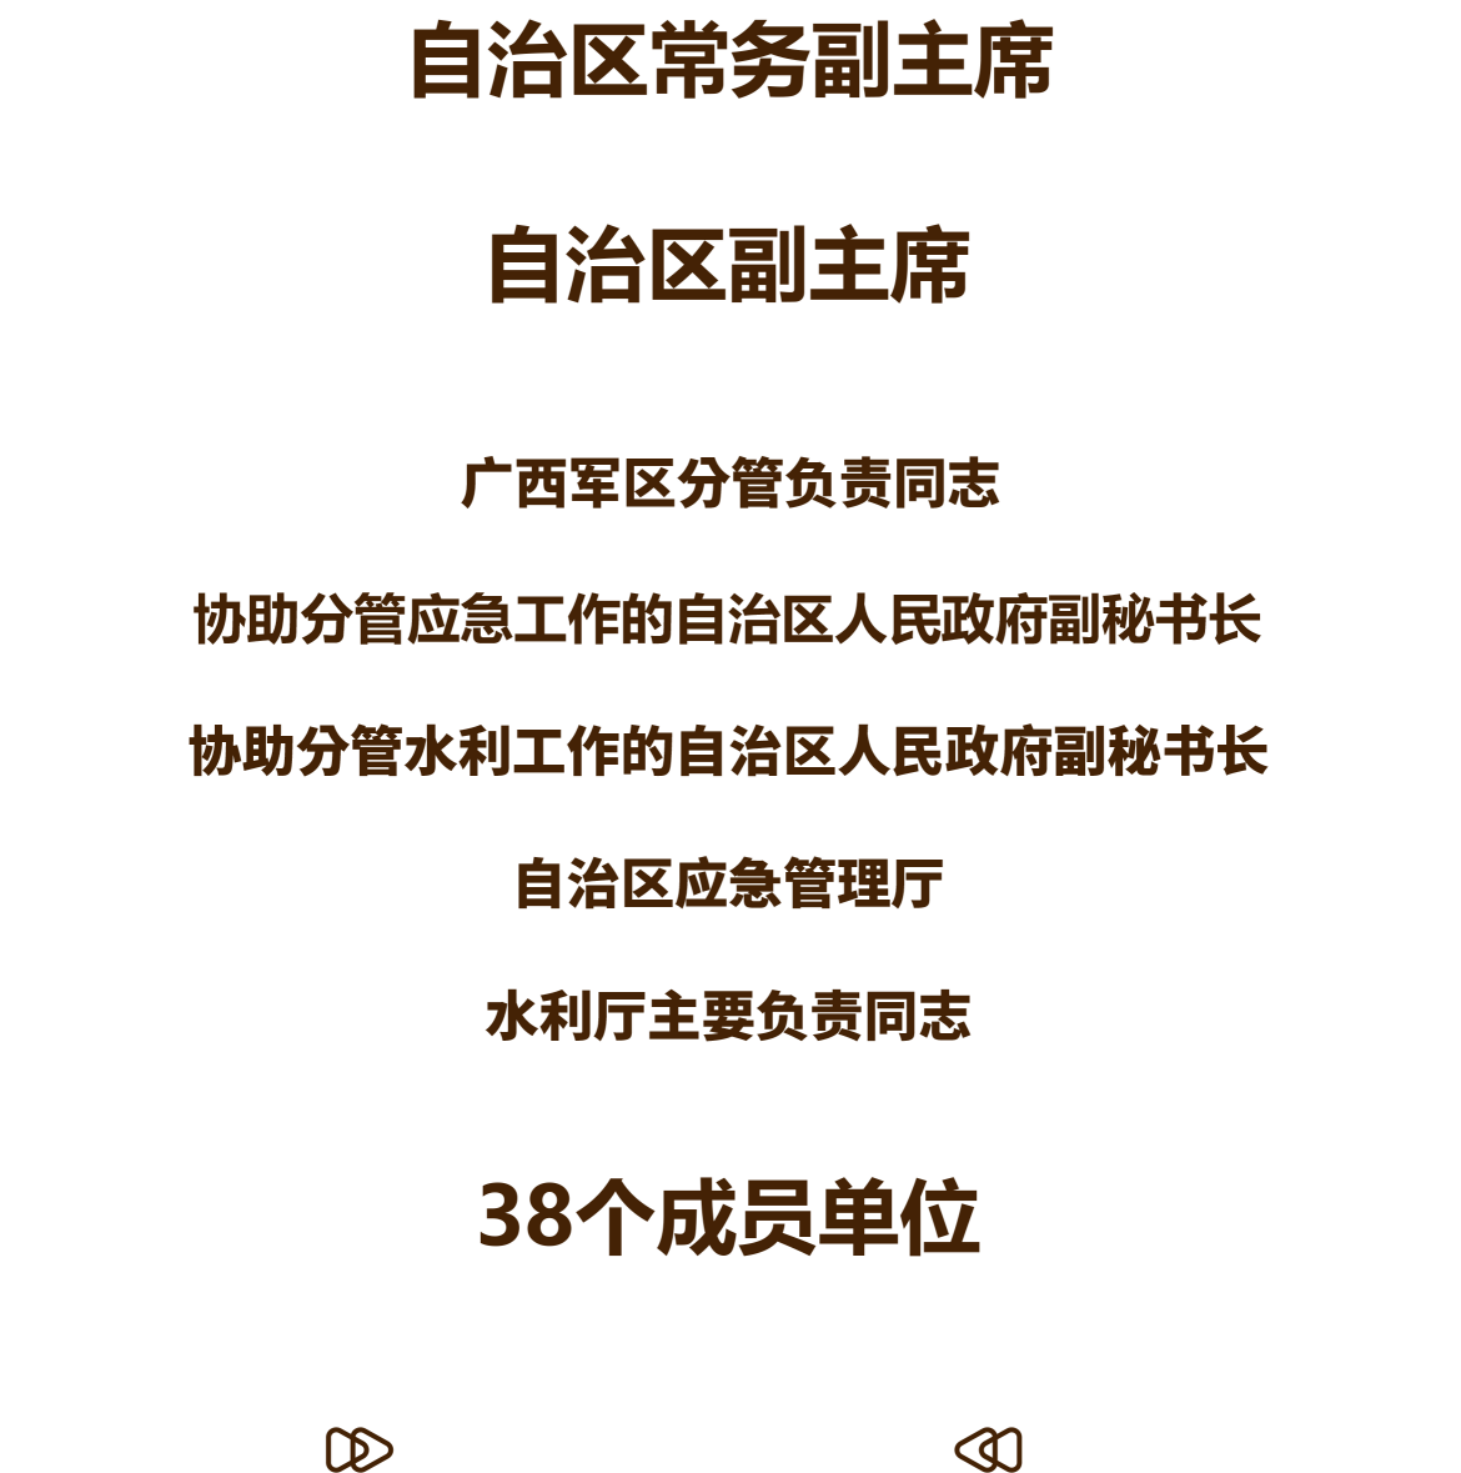 自治区常务副主席
自治区副主席
广西军区分管负责同志
协助分管应急工作的自治区人民政府副秘书长
协助分管水利工作的自治区人民政府副秘书长
自治区应急管理厅
水利厅主要负责同志
38个成员单位